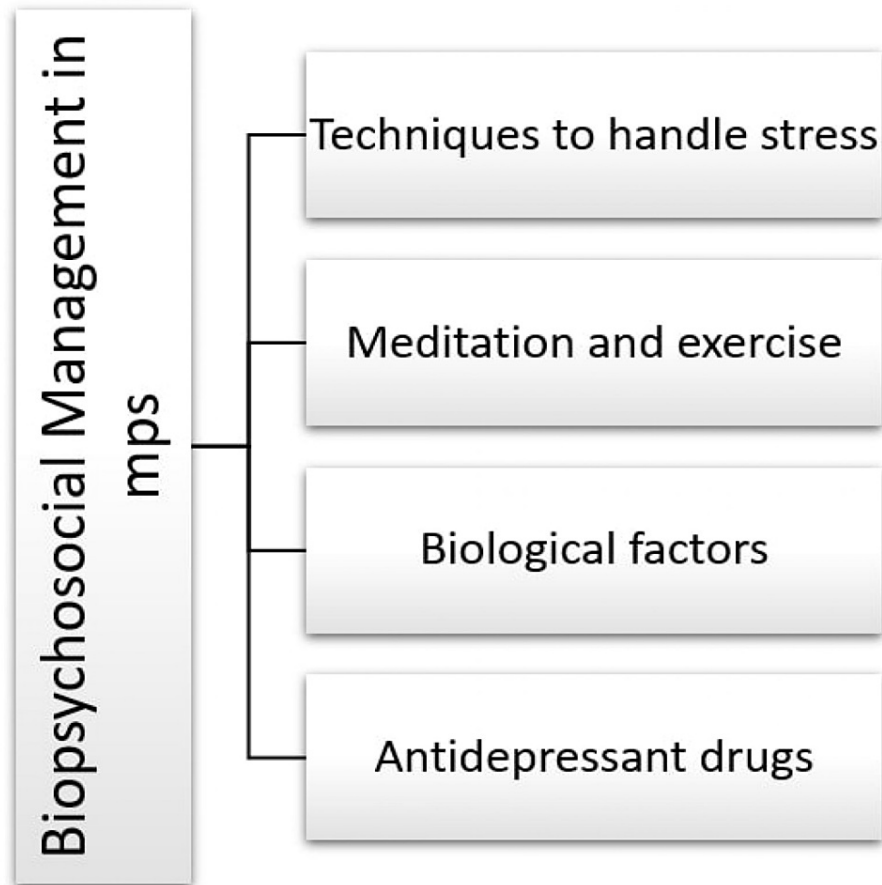 Biopsychosocial Management in
mps
Techniques to handle stress
Meditation and exercise
Biological factors
Antidepressant drugs